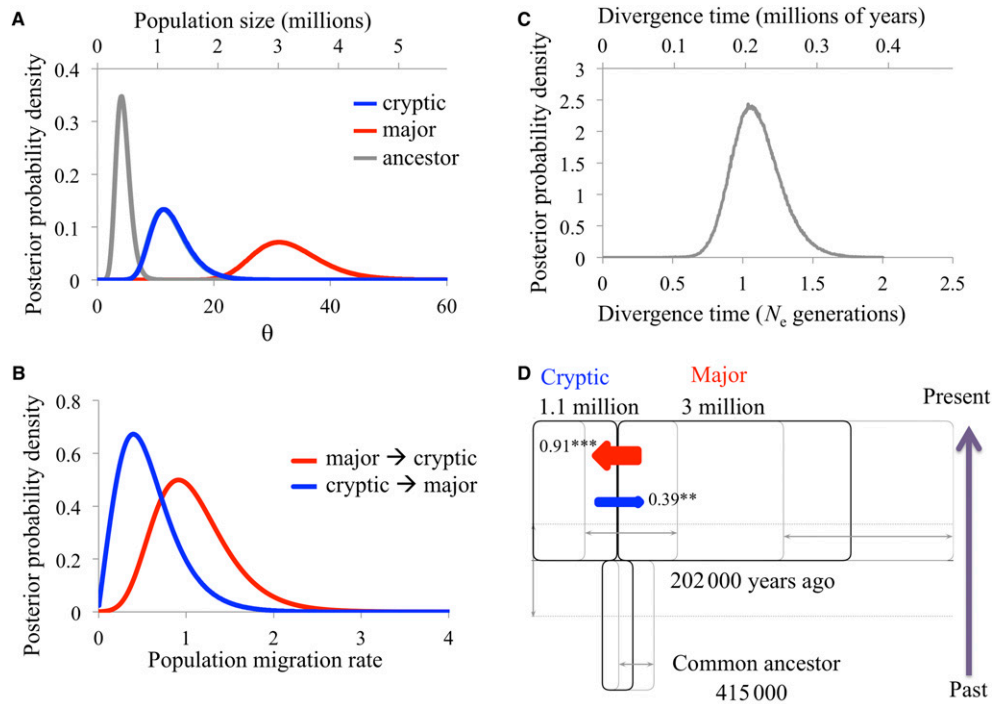 A
Population size (millions)
0 1 2 3 4 5
Posterior probability density
0.4
0.3
0.2
0.1
0
cryptic
major
ancestor
0 20 40 60
θ
B
Posterior probability density
0.8
0.6
0.4
0.2
0
major → cryptic
cryptic → major
0 1 2 3 4
Population migration rate
C
Divergence time (millions of years)
0 0.1 0.2 0.3 0.4
Posterior probability density
3
2.5
2
1.5
1
0.5
0
0 0.5 1 1.5 2 2.5
Divergence time (Ne generations)
D
Cryptic Major
1.1 million 3 million
Present
0.91***
0.39**
202 000 years ago
Common ancestor
415 000
Past